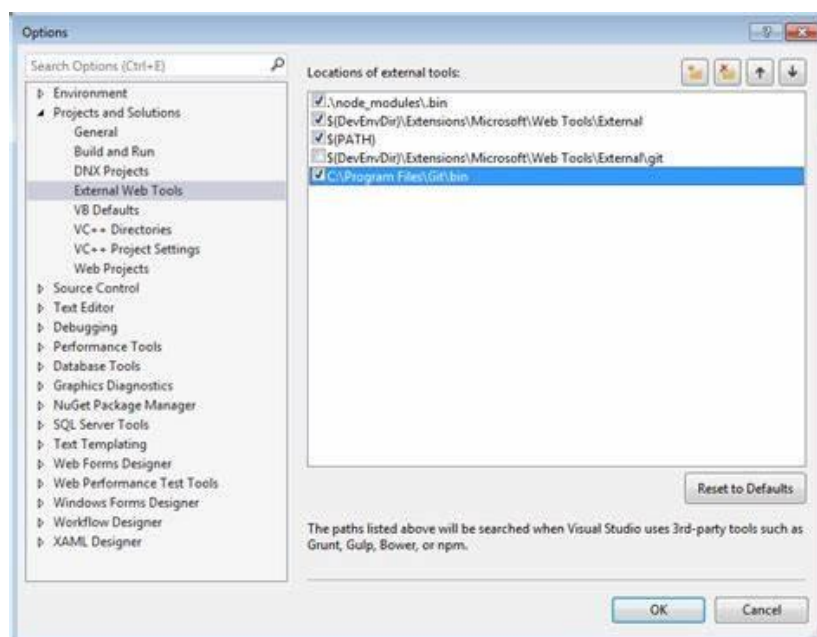 Options
Search Options (Ctrl+E)
Environment
Projects and Solutions
General
Build and Run
DNX Projects
External Web Tools
VB Defaults
VC++ Directories
VC++ Project Settings
Web Projects
Source Control
Text Editor
Debugging
Performance Tools
Database Tools
Graphics Diagnostics
NuGet Package Manager
SQL Server Tools
Text Templating
Web Forms Designer
Web Performance Test Tools
Windows Forms Designer
Workflow Designer
XAML Designer
Locations of external tools:
.\node_modules\.bin
$(DevEnvDir)\Extensions\Microsoft\Web Tools\External
$(PATH)
$(DevEnvDir)\Extensions\Microsoft\Web Tools\External\git
C:\Program Files\Git\bin
Reset to Defaults
The paths listed above will be searched when Visual Studio uses 3rd-party tools such as
Grunt, Gulp, Bower, or npm.
OK
Cancel